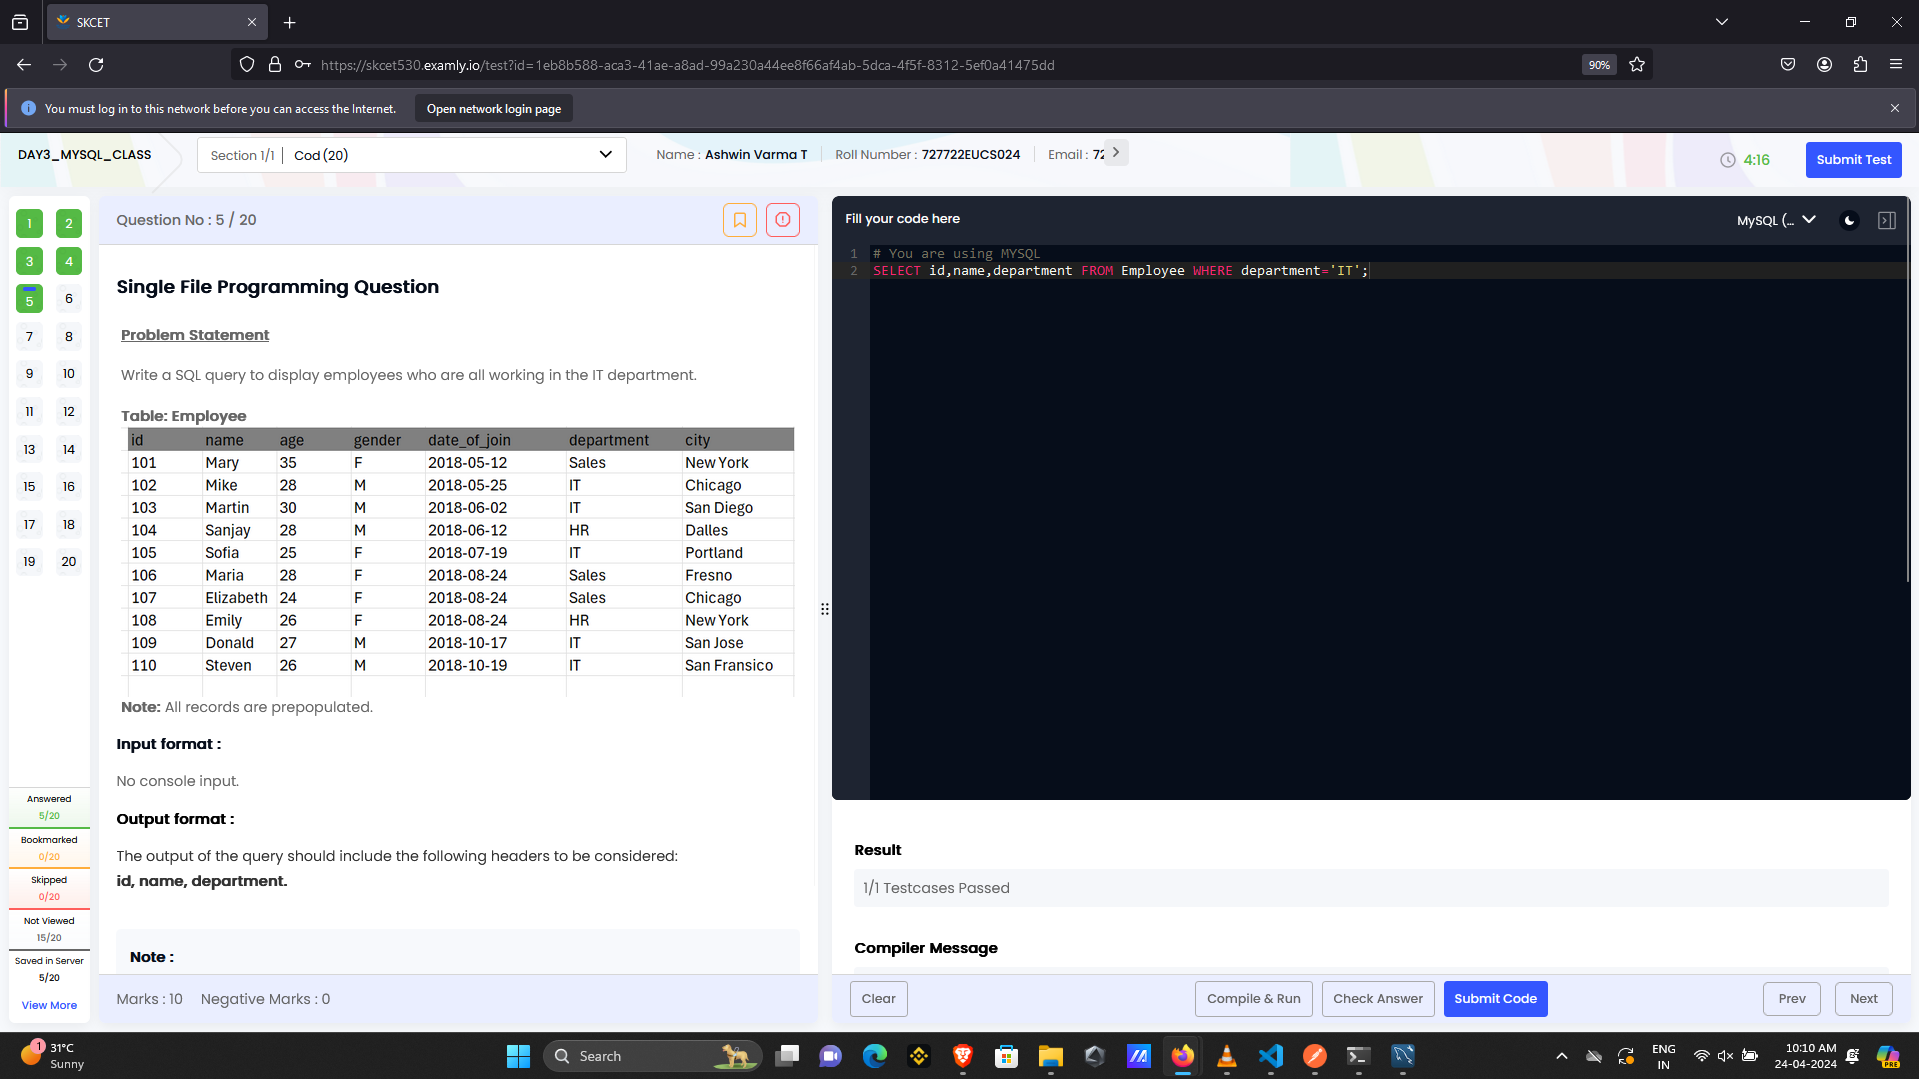 SKCET
https://skcet530.examly.io/test?id=1eb8b588-aca3-41ae-a8ad-99a230a44ee8f66af4ab-5dca-4f5f-8312-5ef0a41475dd
90%
You must log in to this network before you can access the Internet.
Open network login page
DAY3_MYSQL_CLASS
Section 1/1 | Cod (20)
Name : Ashwin Varma T
Roll Number : 727722EUCS024
Email : 72
4:16
Submit Test
1 2
3 4
5 6
7 8
9 10
11 12
13 14
15 16
17 18
19 20
Answered
5/20
Bookmarked
0/20
Skipped
0/20
Not Viewed
15/20
Saved in Server
5/20
View More
Question No : 5 / 20
Single File Programming Question
Problem Statement
Write a SQL query to display employees who are all working in the IT department.
Table: Employee
id name age gender date_of_join department city
101 Mary 35 F 2018-05-12 Sales New York
102 Mike 28 M 2018-05-25 IT Chicago
103 Martin 30 M 2018-06-02 IT San Diego
104 Sanjay 28 M 2018-06-12 HR Dalles
105 Sofia 25 F 2018-07-19 IT Portland
106 Maria 28 F 2018-08-24 Sales Fresno
107 Elizabeth 24 F 2018-08-24 Sales Chicago
108 Emily 26 F 2018-08-24 HR New York
109 Donald 27 M 2018-10-17 IT San Jose
110 Steven 26 M 2018-10-19 IT San Fransico
Note: All records are prepopulated.
Input format :
No console input.
Output format :
The output of the query should include the following headers to be considered:
id, name, department.
Note :
Marks : 10 Negative Marks : 0
Fill your code here
MySQL (...
1 # You are using MYSQL
2 SELECT id,name,department FROM Employee WHERE department='IT';
Result
1/1 Testcases Passed
Compiler Message
Clear
Compile & Run
Check Answer
Submit Code
Prev
Next
1
31°C
Sunny
Search
ENG
IN
10:10 AM
24-04-2024
PRE